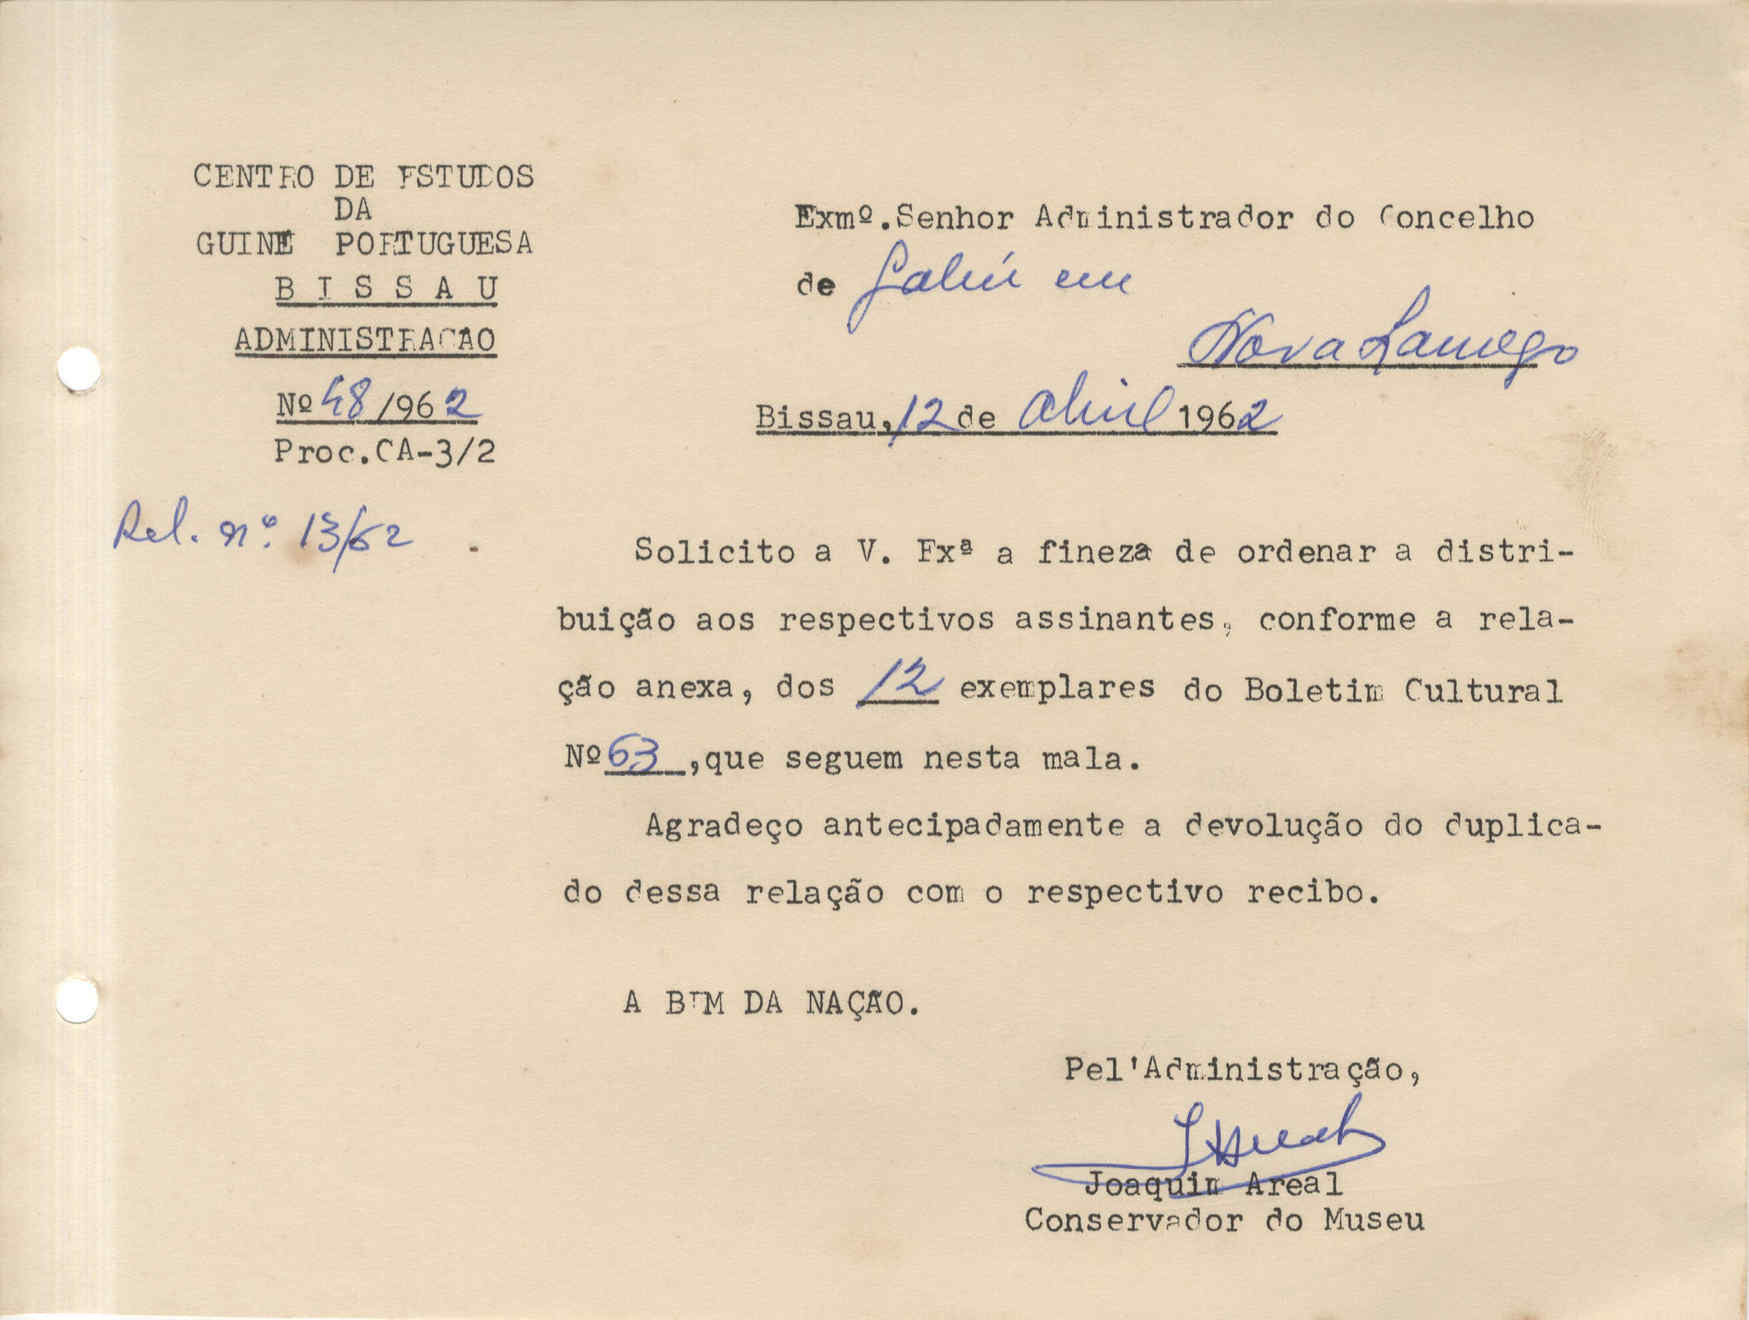 CENTRO DE ESTUDOS
DA
GUINÉ PORTUGUESA
BISSAU
ADMINISTRAÇÃO
Nº 48/962
Proc.CA-3/2
Rel. nº. 13/62
Exmº.Senhor Administrador do Concelho
de Gabú em
Nova Lamego
Bissau, 12 de Abril 1962
Solicito a V. Exª a fineza de ordenar a distri-
buição aos respectivos assinantes, conforme a rela-
ção anexa, dos 12 exemplares do Boletim Cultural
Nº 63 ,que seguem nesta mala.
Agradeço antecipadamente a devolução do duplica-
do dessa relação com o respectivo recibo.
A BEM DA NAÇÃO.
Pel'Administração,
Joaquim Areal
Conservador do Museu